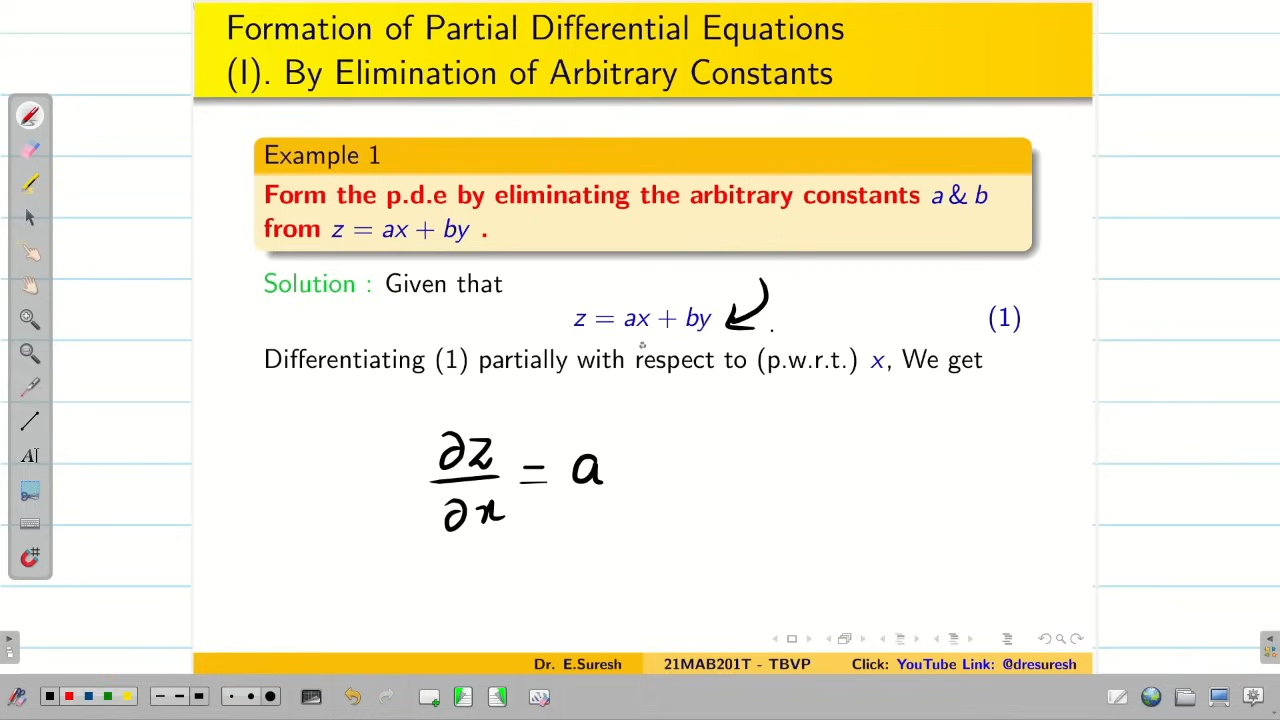 Formation of Partial Differential Equations
(I). By Elimination of Arbitrary Constants
Example 1
Form the p.d.e by eliminating the arbitrary constants a & b
from z = ax + by .
Solution : Given that
z = ax + by (1)
Differentiating (1) partially with respect to (p.w.r.t.) x, We get
∂z/∂x = a
Dr. E.Suresh 21MAB201T - TBVP Click: YouTube Link: @dresuresh